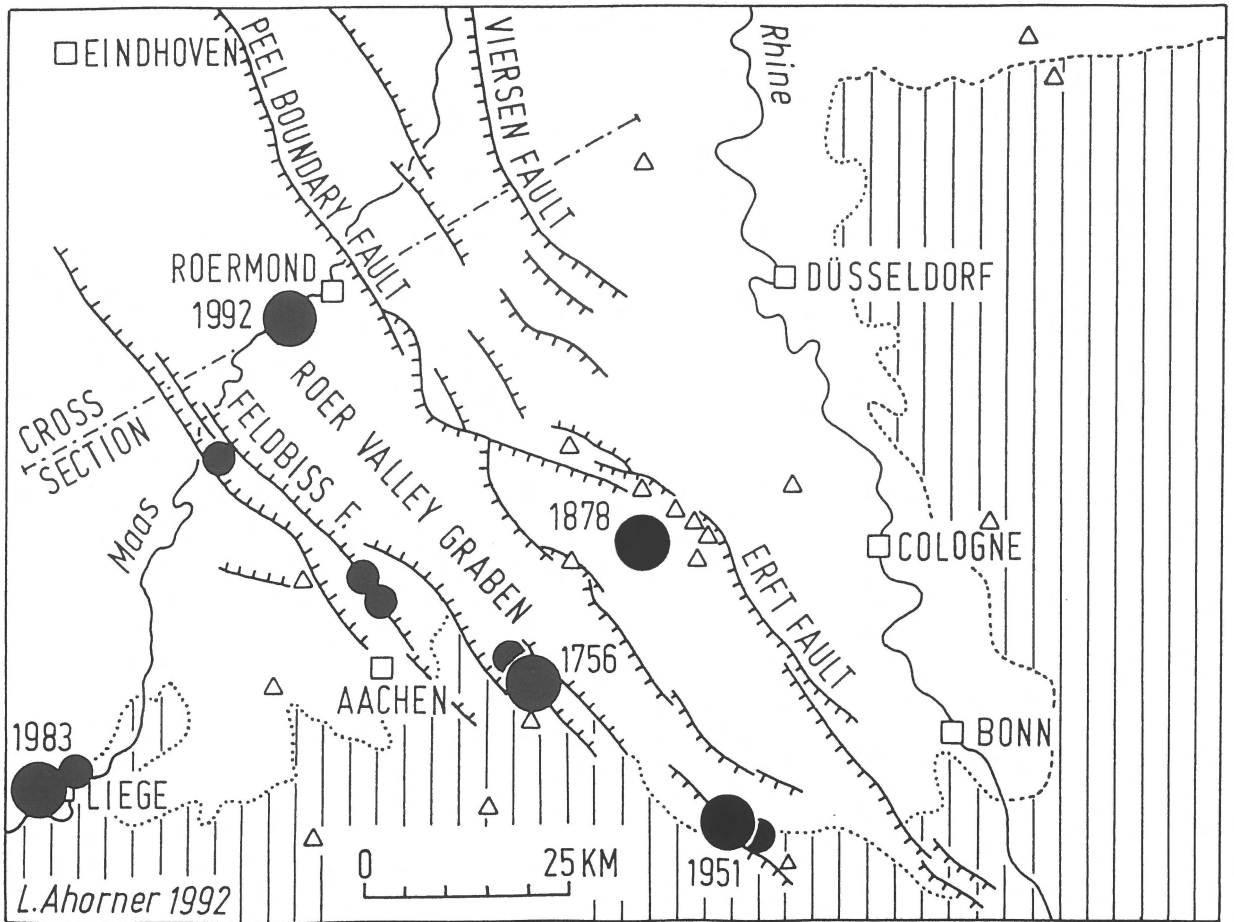 EINDHOVEN
PEEL BOUNDARY FAULT
VIERSEN FAULT
Rhine
ROERMOND
1992
DÜSSELDORF
CROSS
SECTION
ROER VALLEY GRABEN
FELDBISS F.
Maas
1878
COLOGNE
ERFT FAULT
1756
AACHEN
BONN
1983
LIEGE
1951
0 25 KM
L.Ahorner 1992